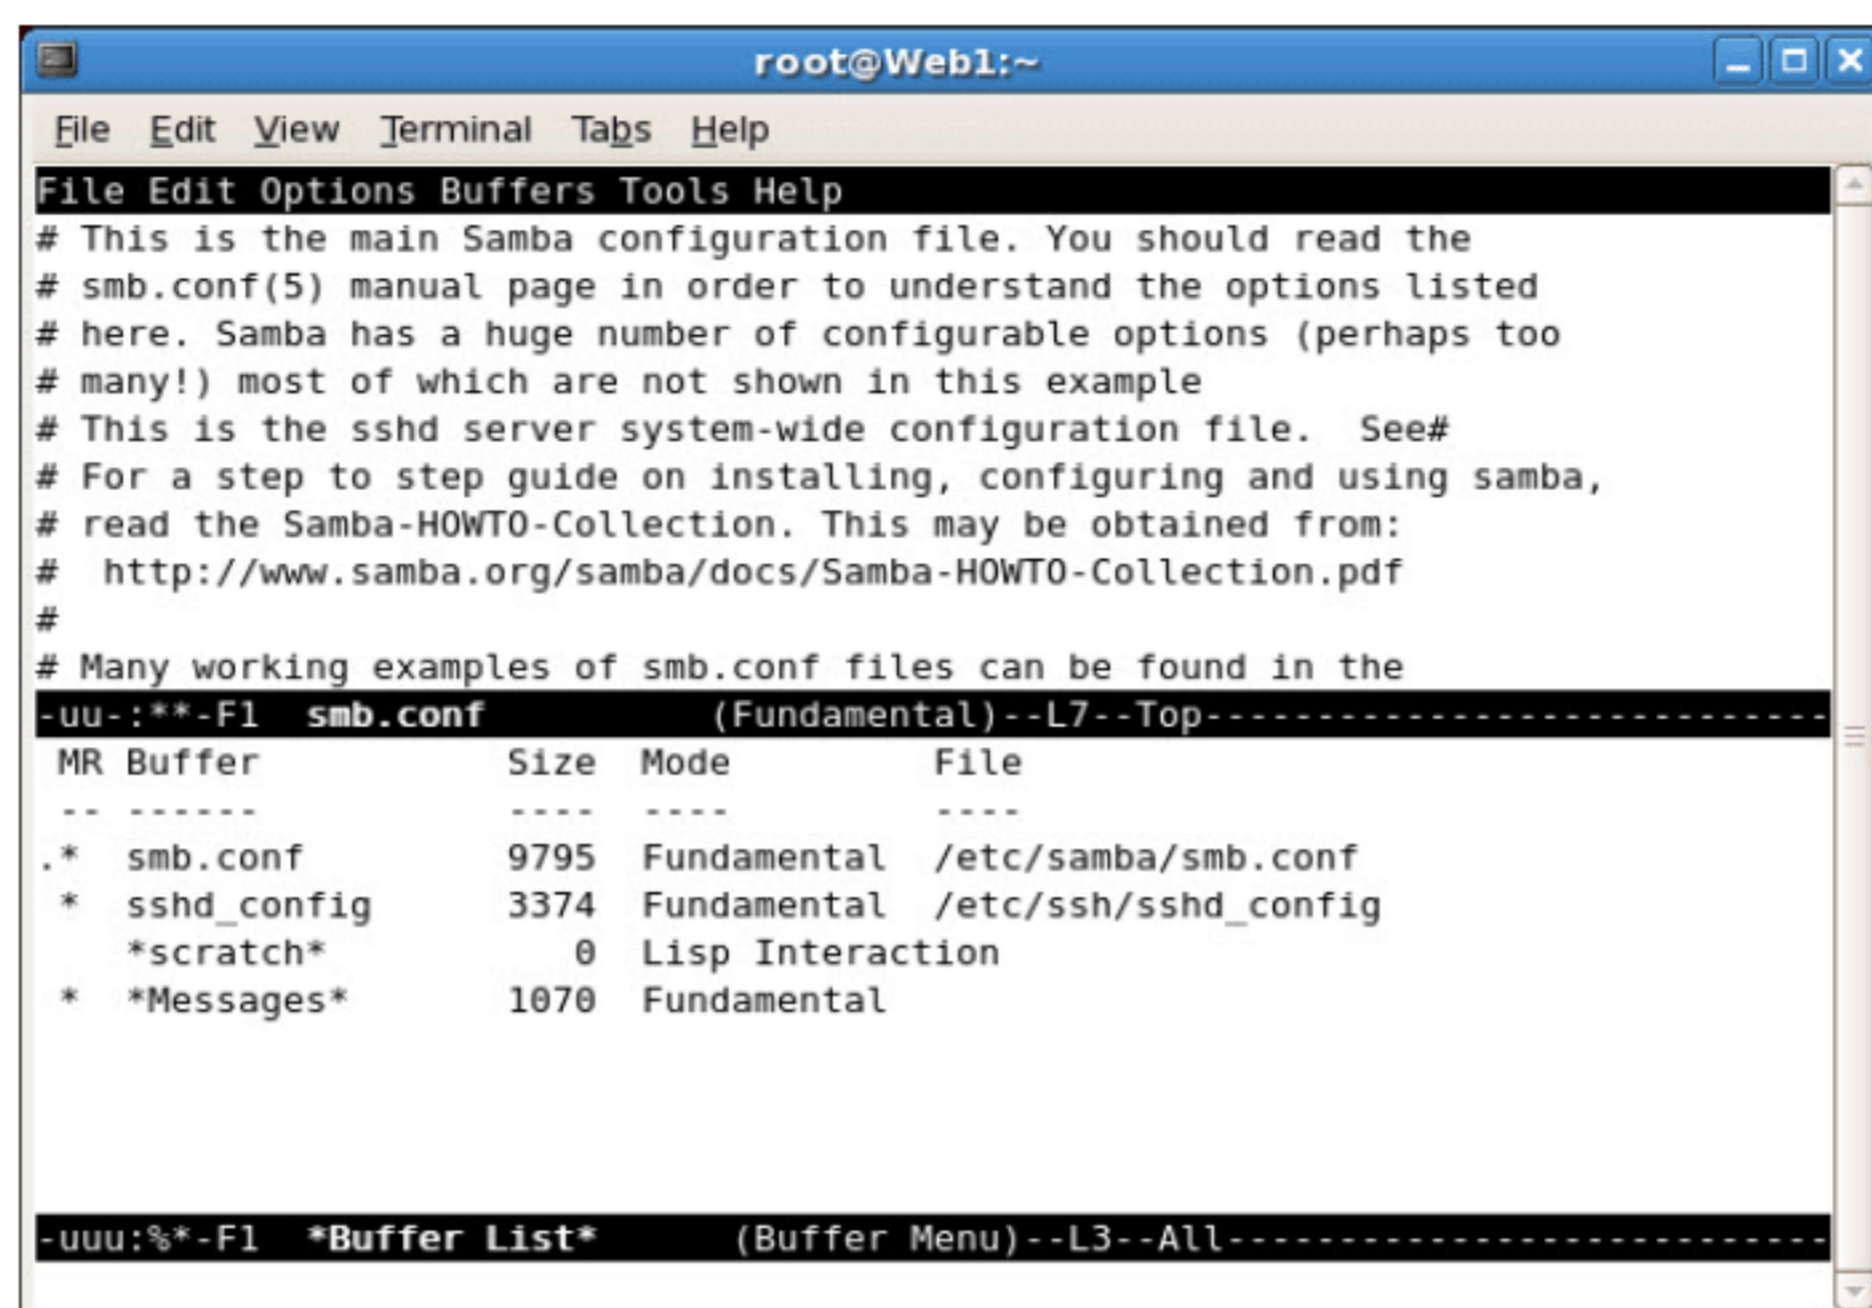 root@Web1:~
File Edit View Terminal Tabs Help
File Edit Options Buffers Tools Help
# This is the main Samba configuration file. You should read the
# smb.conf(5) manual page in order to understand the options listed
# here. Samba has a huge number of configurable options (perhaps too
# many!) most of which are not shown in this example
# This is the sshd server system-wide configuration file.  See#
# For a step to step guide on installing, configuring and using samba,
# read the Samba-HOWTO-Collection. This may be obtained from:
#  http://www.samba.org/samba/docs/Samba-HOWTO-Collection.pdf
#
# Many working examples of smb.conf files can be found in the
-uu-:**-F1  smb.conf          (Fundamental)--L7--Top----------------------------
 MR Buffer           Size  Mode         File
 -- ------           ----  ----         ----
.*  smb.conf         9795  Fundamental  /etc/samba/smb.conf
 *  sshd_config      3374  Fundamental  /etc/ssh/sshd_config
    *scratch*           0  Lisp Interaction
 *  *Messages*       1070  Fundamental
-uuu:%*-F1  *Buffer List*      (Buffer Menu)--L3--All---------------------------